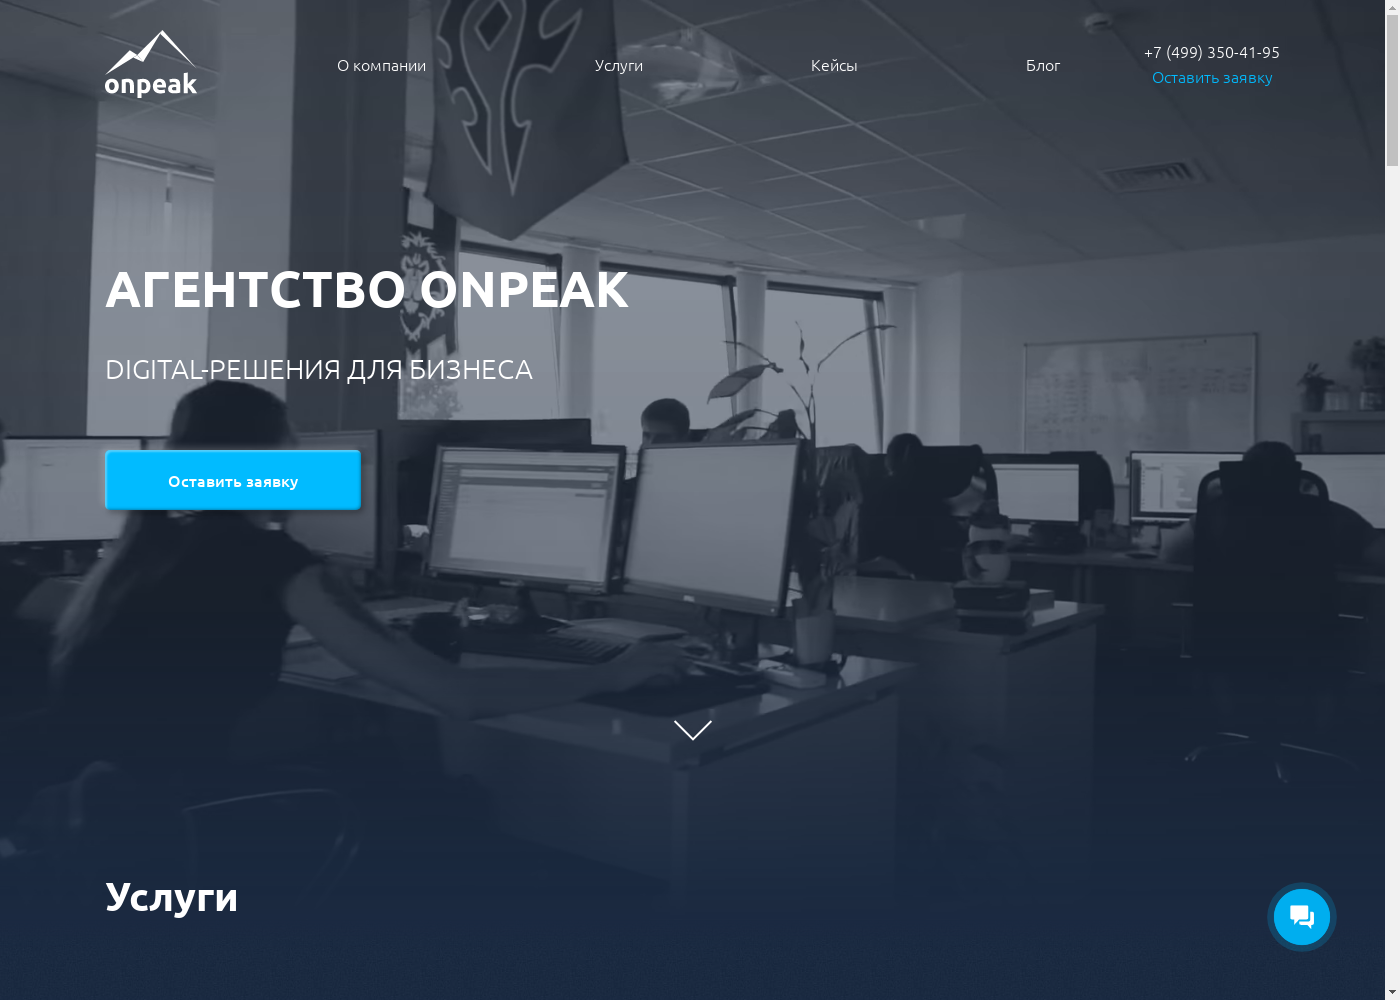 onpeak
О компании
Услуги
Кейсы
Блог
+7 (499) 350-41-95
Оставить заявку
АГЕНТСТВО ONPEAK
DIGITAL-РЕШЕНИЯ ДЛЯ БИЗНЕСА
Оставить заявку
Услуги